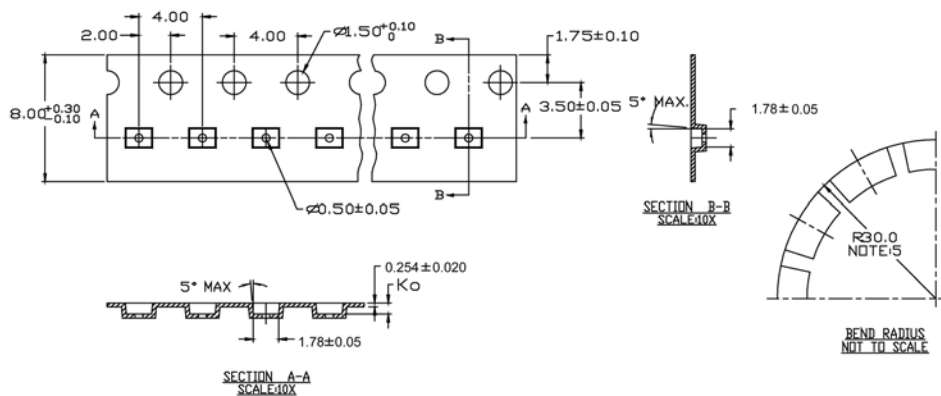 4.00
2.00
4.00
Ø1.50 +0.10 0
B
1.75±0.10
8.00 +0.30 -0.10
A
3.50±0.05
A
B
Ø0.50±0.05
5° MAX.
1.78±0.05
SECTION B-B
SCALE:10X
R30.0
NOTE:5
BEND RADIUS
NOT TO SCALE
5° MAX
0.254±0.020
Ko
1.78±0.05
SECTION A-A
SCALE:10X